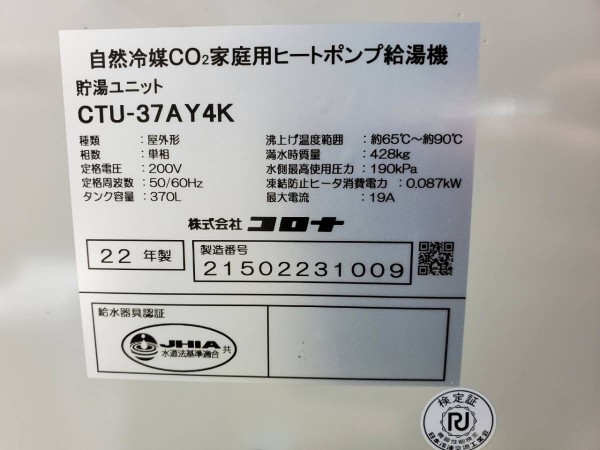 自然冷媒CO₂家庭用ヒートポンプ給湯機
貯湯ユニット
CTU-37AY4K
種類 : 屋外形
相数 : 単相
定格電圧 : 200V
定格周波数 : 50/60Hz
タンク容量 : 370L
沸上げ温度範囲 : 約65℃~約90℃
満水時質量 : 428kg
水側最高使用圧力 : 190kPa
凍結防止ヒータ消費電力 : 0.087kW
最大電流 : 19A
株式会社 コロナ
22 年製
製造番号
21502231009
給水器具認証
JHIA
水道法基準適合
共
検定証